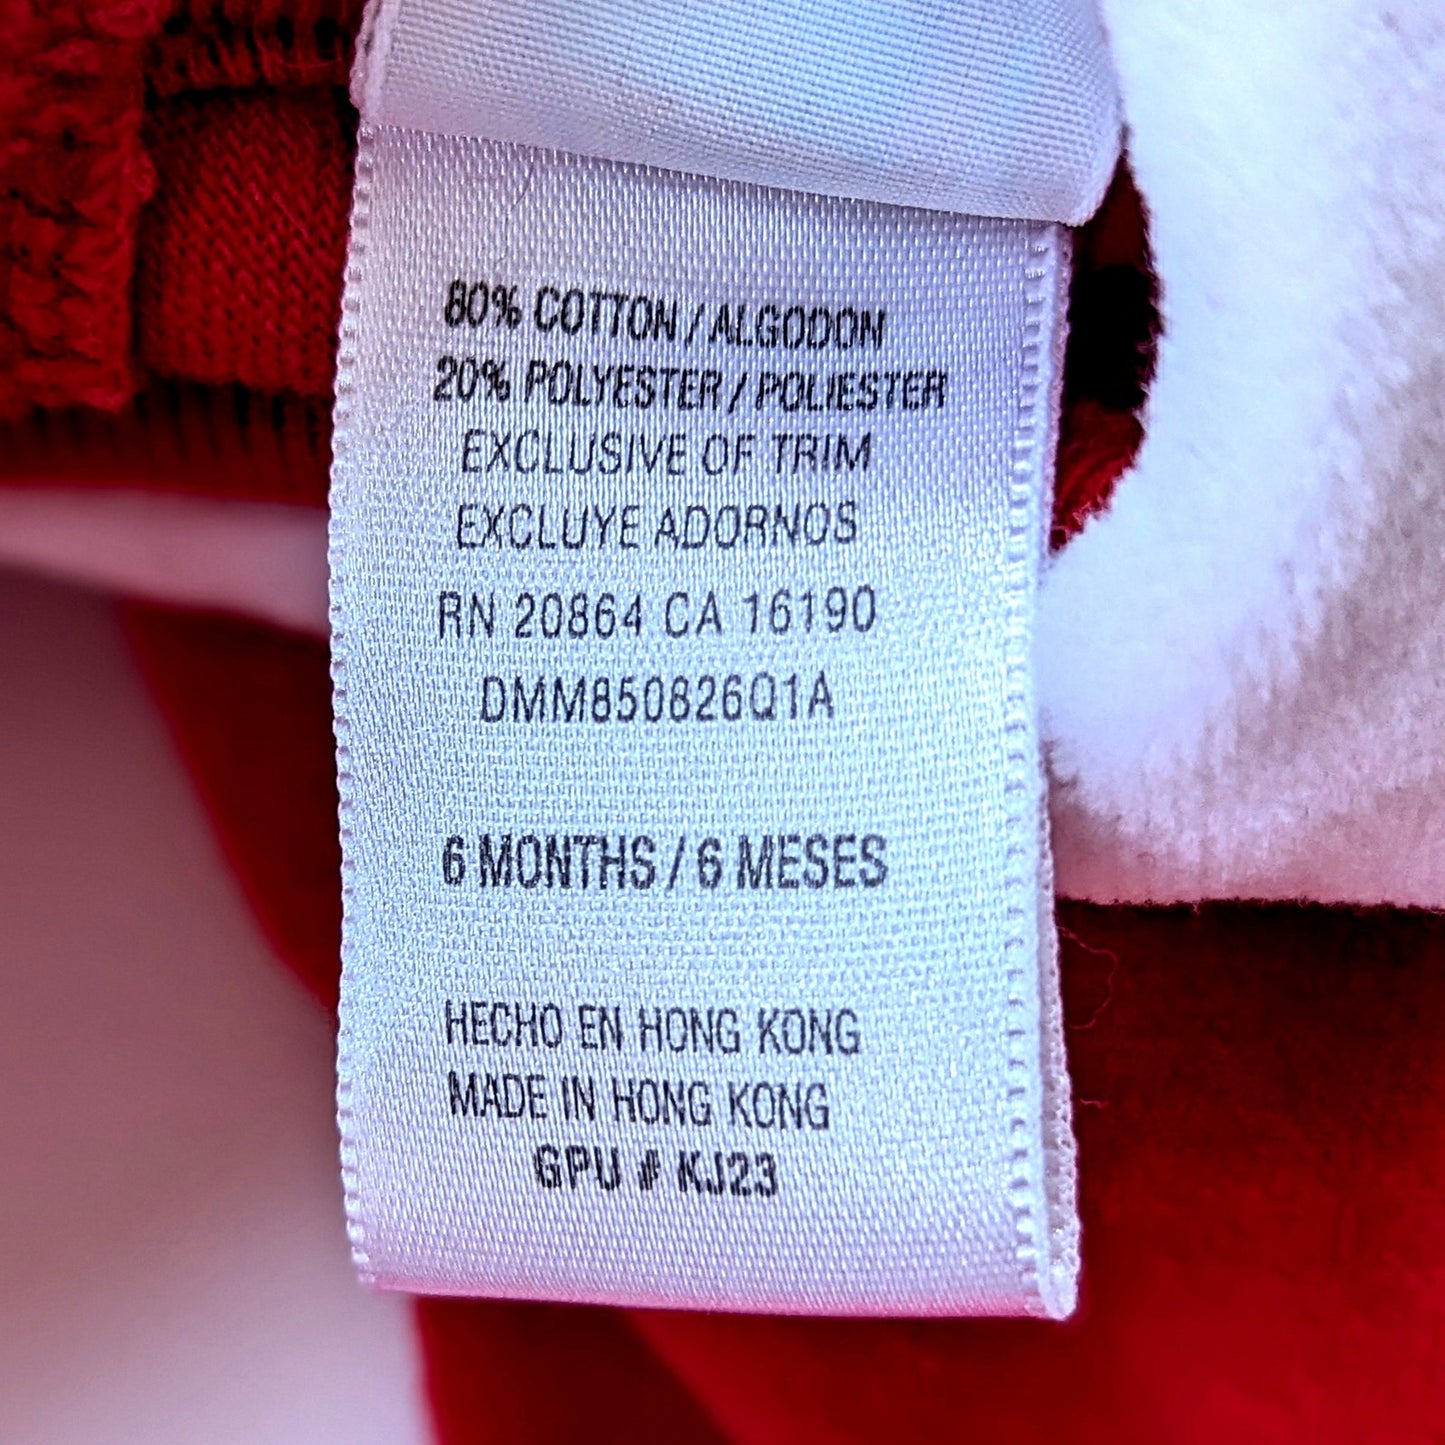 80% COTTON / ALGODON
20% POLYESTER / POLIESTER
EXCLUSIVE OF TRIM
EXCLUYE ADORNOS
RN 20864 CA 16190
DMM850826Q1A
6 MONTHS / 6 MESES
HECHO EN HONG KONG
MADE IN HONG KONG
GPU # KJ23